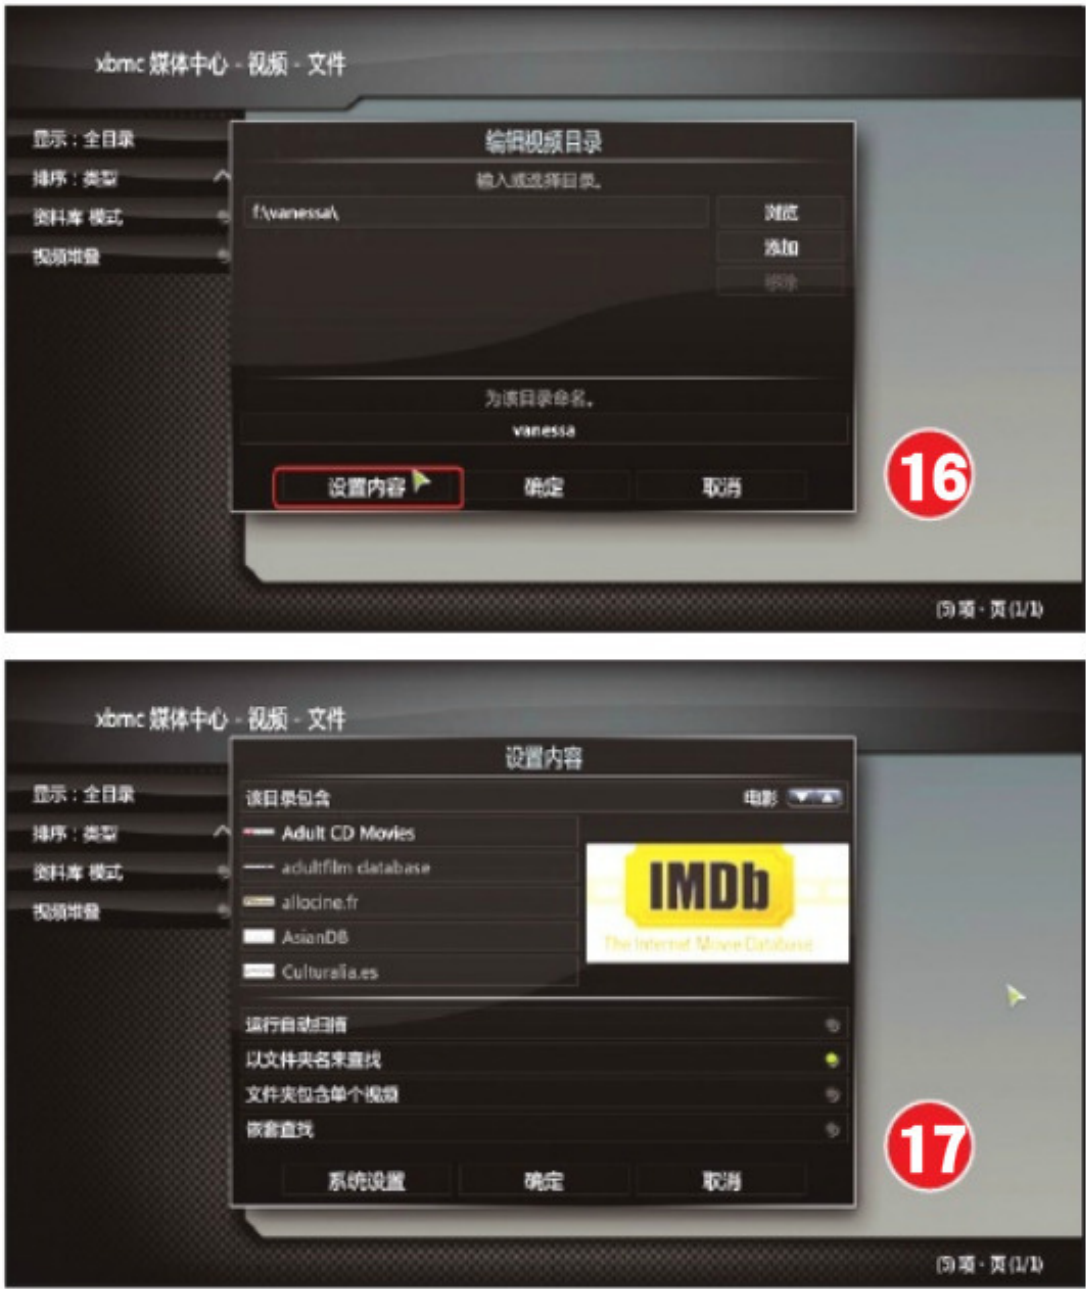 xbmc 媒体中心 - 视频 - 文件
显示：全目录
排序：类型
资料库 模式
视频堆叠
编辑视频目录
输入或选择目录。
f:\vanessa\
浏览
添加
移除
为该目录命名。
vanessa
设置内容
确定
取消
16
(5) 项 - 页 (1/1)
xbmc 媒体中心 - 视频 - 文件
显示：全目录
排序：类型
资料库 模式
视频堆叠
设置内容
该目录包含
电影
Adult CD Movies
adultfilm database
allocine.fr
AsianDB
Culturalia.es
IMDb
The Internet Movie Database
运行自动扫描
以文件夹名来查找
文件夹包含单个视频
嵌套查找
系统设置
确定
取消
17
(5) 项 - 页 (1/1)